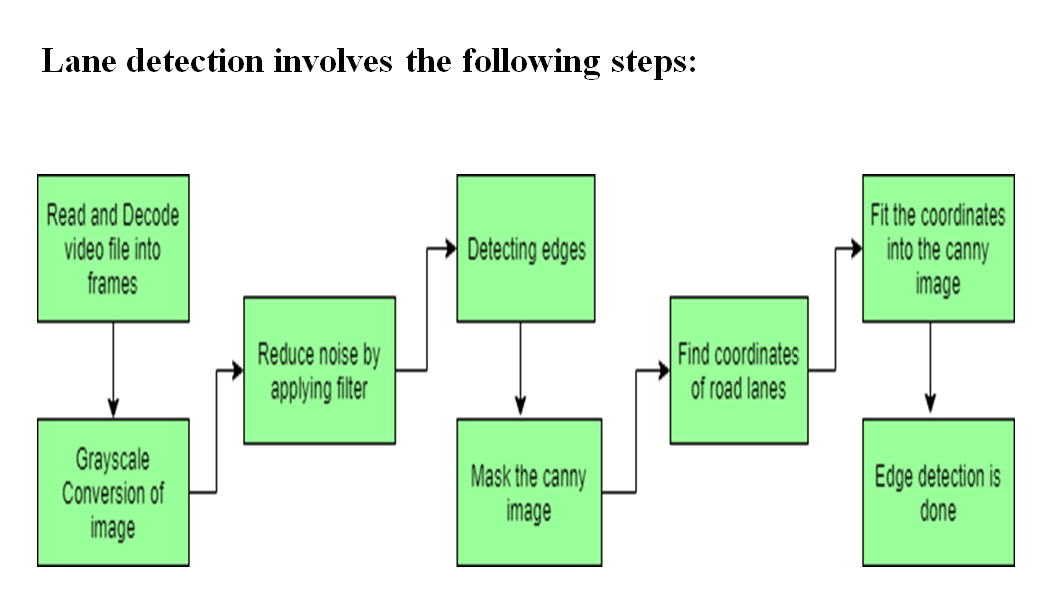 Lane detection involves the following steps:
Read and Decode
video file into
frames
Grayscale
Conversion of
image
Reduce noise by
applying filter
Detecting edges
Mask the canny
image
Find coordinates
of road lanes
Fit the coordinates
into the canny
image
Edge detection is
done